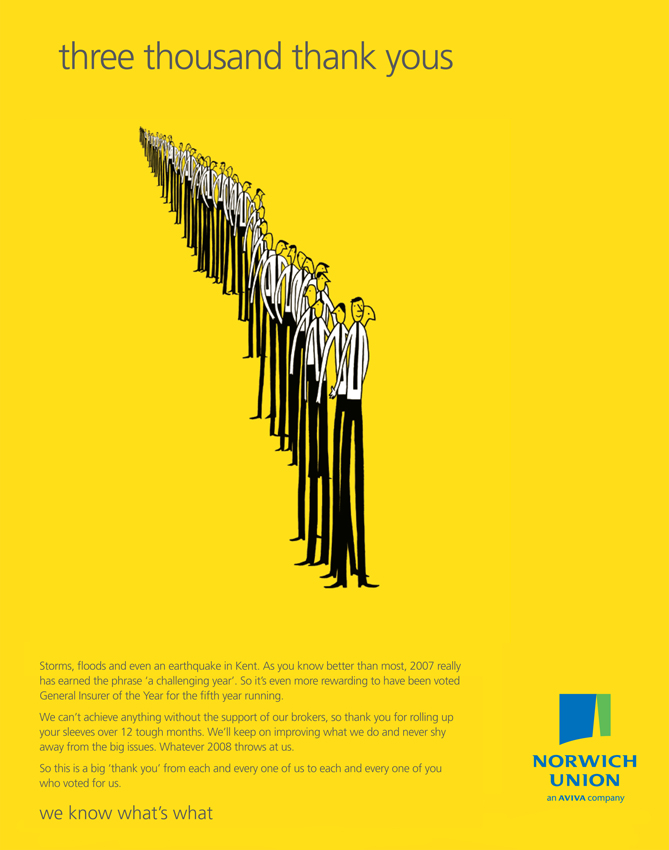 three thousand thank yous
Storms, floods and even an earthquake in Kent. As you know better than most, 2007 really
has earned the phrase ‘a challenging year’. So it’s even more rewarding to have been voted
General Insurer of the Year for the fifth year running.
We can’t achieve anything without the support of our brokers, so thank you for rolling up
your sleeves over 12 tough months. We’ll keep on improving what we do and never shy
away from the big issues. Whatever 2008 throws at us.
So this is a big ‘thank you’ from each and every one of us to each and every one of you
who voted for us.
we know what’s what
NORWICH
UNION
an AVIVA company